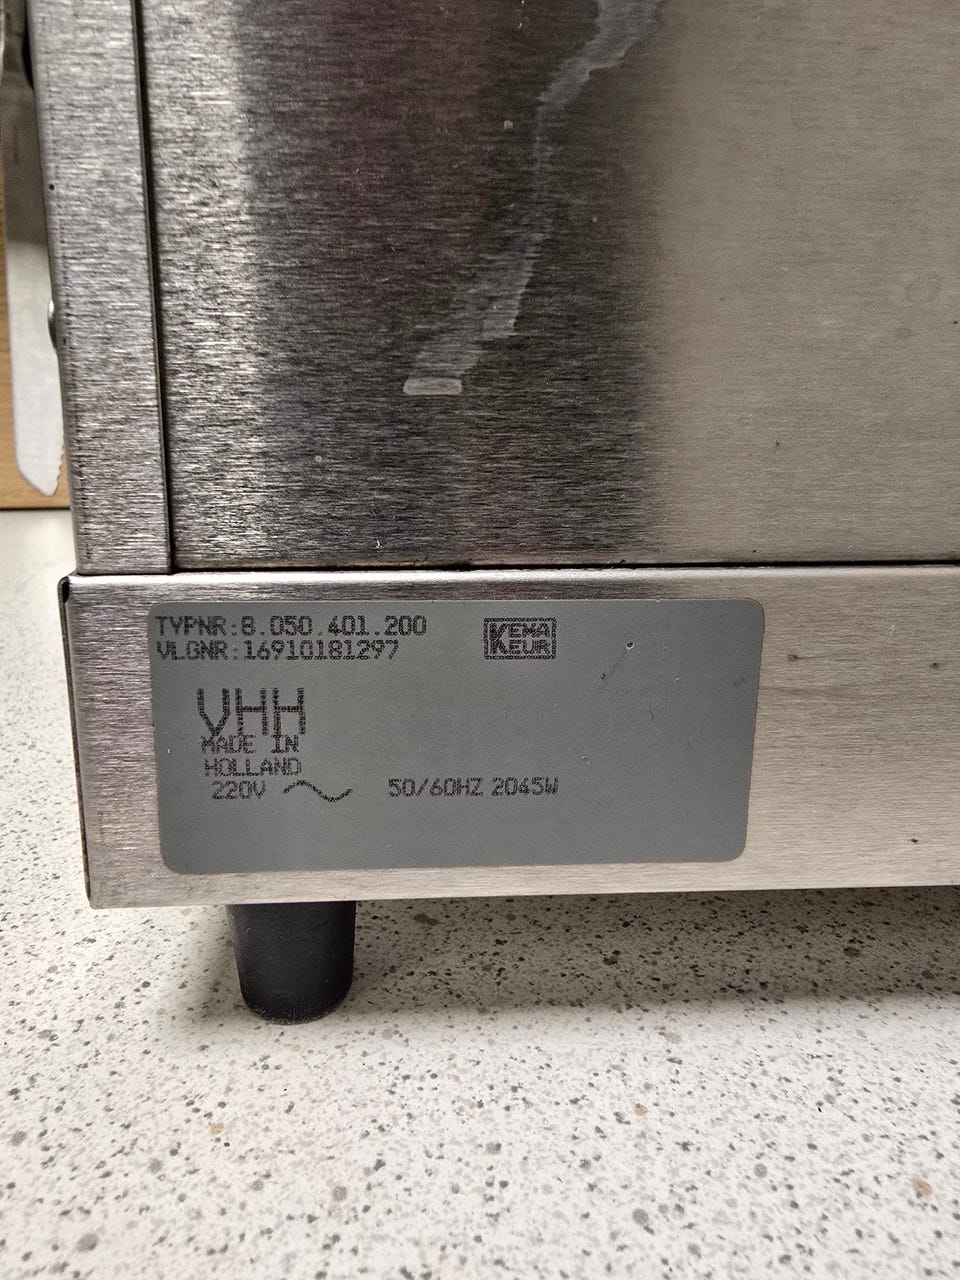 TYPNR:8.050.401.200
VLGNR:16910181297
KEMA
KEUR
VHH
MADE IN
HOLLAND
220V 50/60HZ 2045W